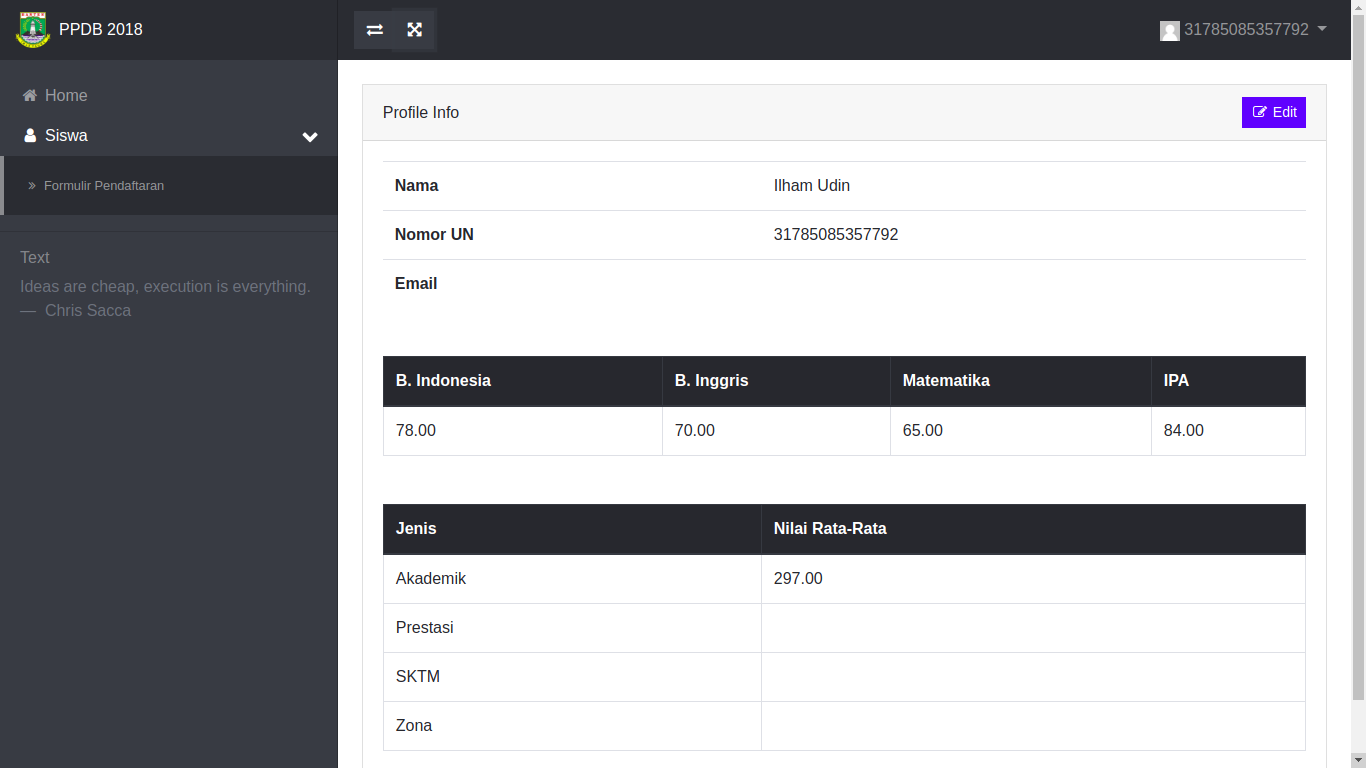 PPDB 2018
31785085357792
Home
Siswa
Formulir Pendaftaran
Text
Ideas are cheap, execution is everything.
— Chris Sacca
Profile Info
Edit
Nama Ilham Udin
Nomor UN 31785085357792
Email
B. Indonesia B. Inggris Matematika IPA
78.00 70.00 65.00 84.00
Jenis Nilai Rata-Rata
Akademik 297.00
Prestasi
SKTM
Zona